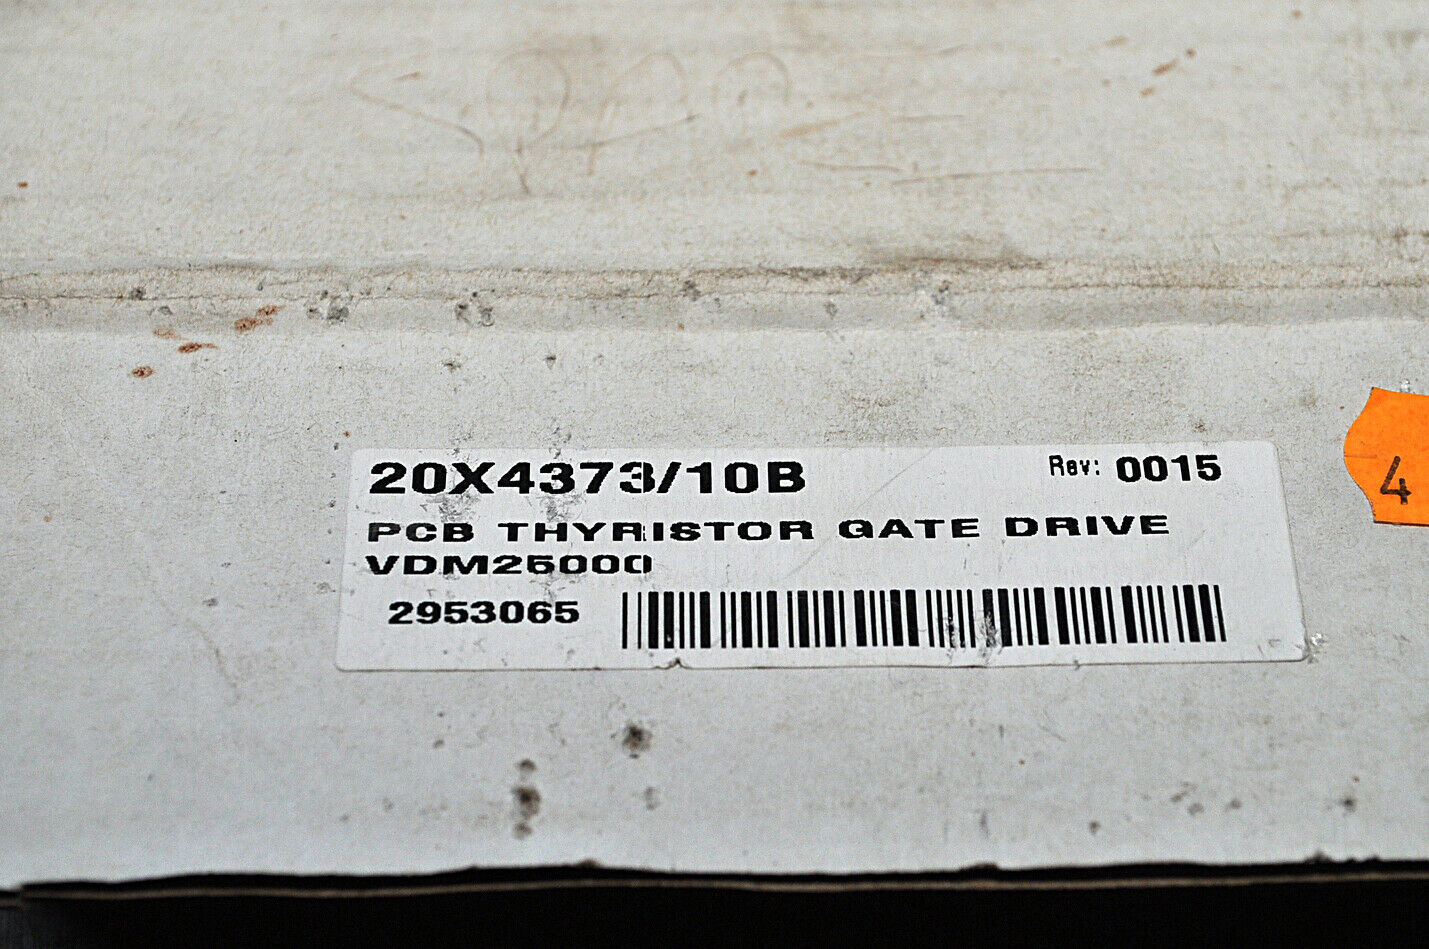 20X4373/10B Rev: 0015
PCB THYRISTOR GATE DRIVE
VDM25000
2953065
4